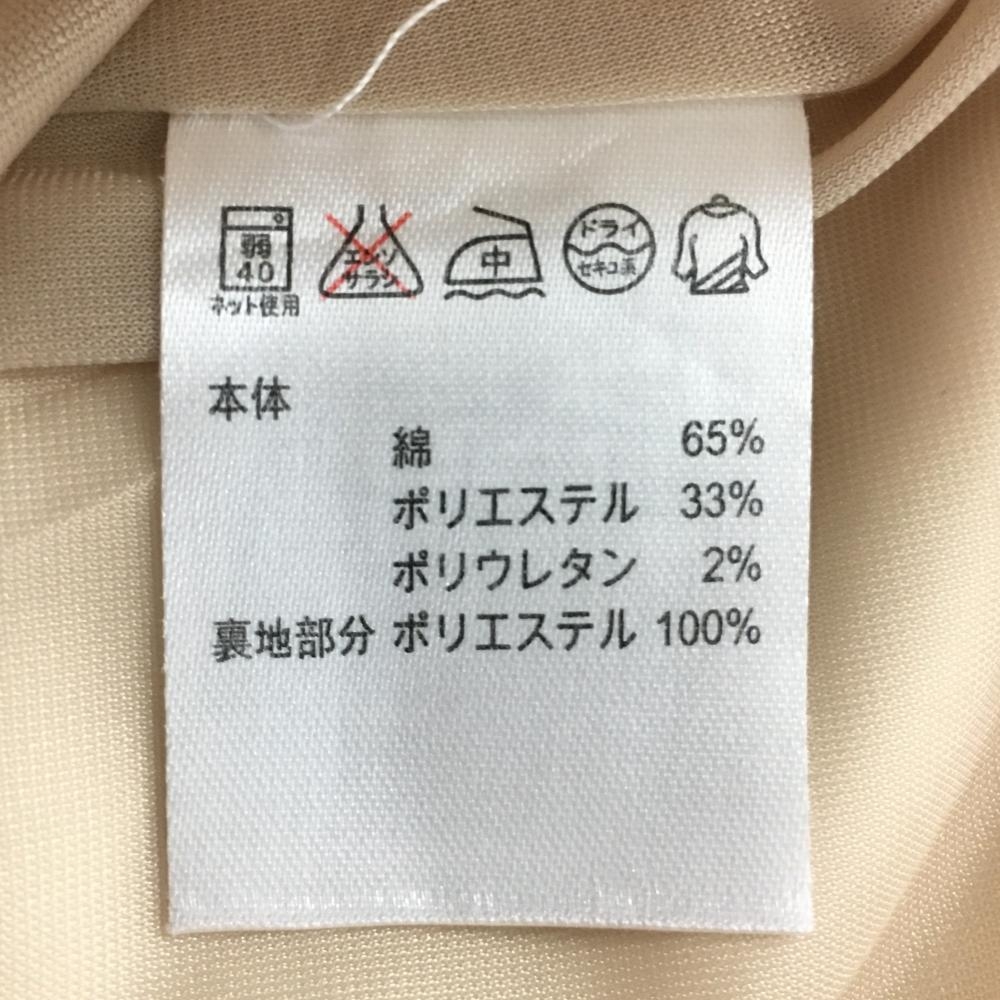 弱
40
ネット使用
エンソ
サラシ
中
ドライ
セキユ系
本体
綿 65%
ポリエステル 33%
ポリウレタン 2%
裏地部分 ポリエステル 100%